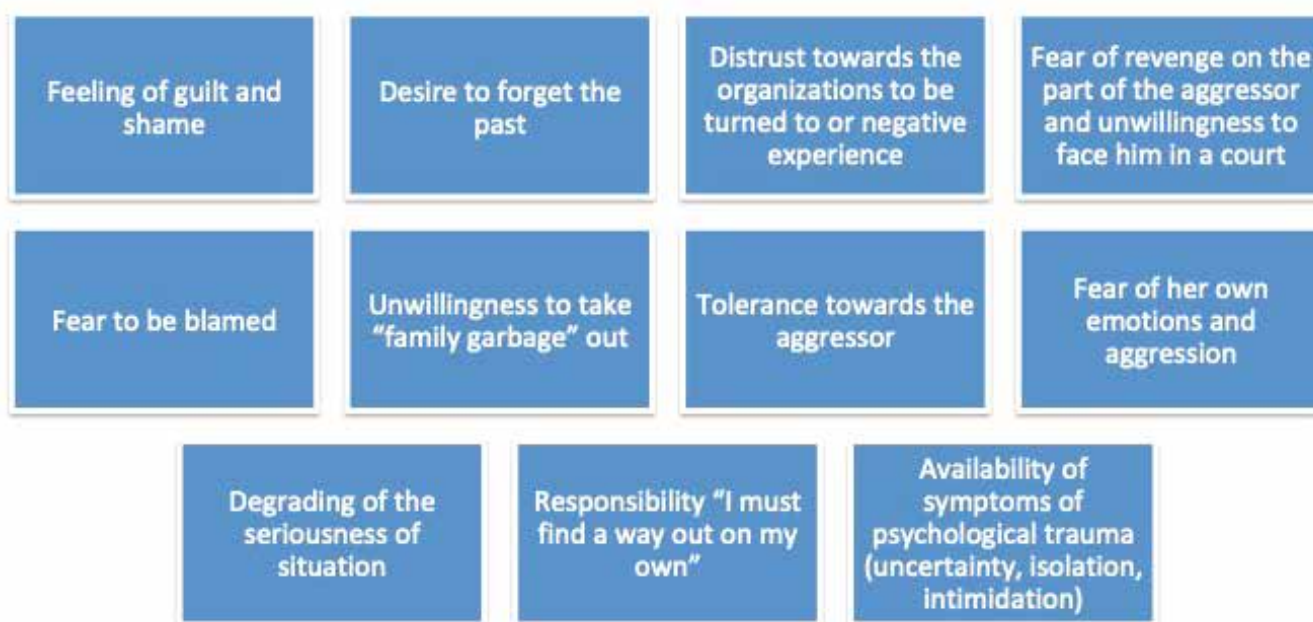 Feeling of guilt and
shame
Desire to forget the
past
Distrust towards the
organizations to be
turned to or negative
experience
Fear of revenge on the
part of the aggressor
and unwillingness to
face him in a court
Fear to be blamed
Unwillingness to take
“family garbage” out
Tolerance towards the
aggressor
Fear of her own
emotions and
aggression
Degrading of the
seriousness of
situation
Responsibility “I must
find a way out on my
own”
Availability of
symptoms of
psychological trauma
(uncertainty, isolation,
intimidation)